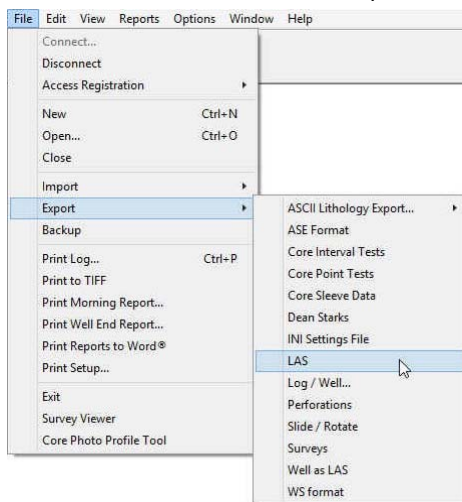 File Edit View Reports Options Window Help
Connect...
Disconnect
Access Registration
New Ctrl+N
Open... Ctrl+O
Close
Import
Export
Backup
Print Log... Ctrl+P
Print to TIFF
Print Morning Report...
Print Well End Report...
Print Reports to Word®
Print Setup...
Exit
Survey Viewer
Core Photo Profile Tool
ASCII Lithology Export...
ASE Format
Core Interval Tests
Core Point Tests
Core Sleeve Data
Dean Starks
INI Settings File
LAS
Log / Well...
Perforations
Slide / Rotate
Surveys
Well as LAS
WS format